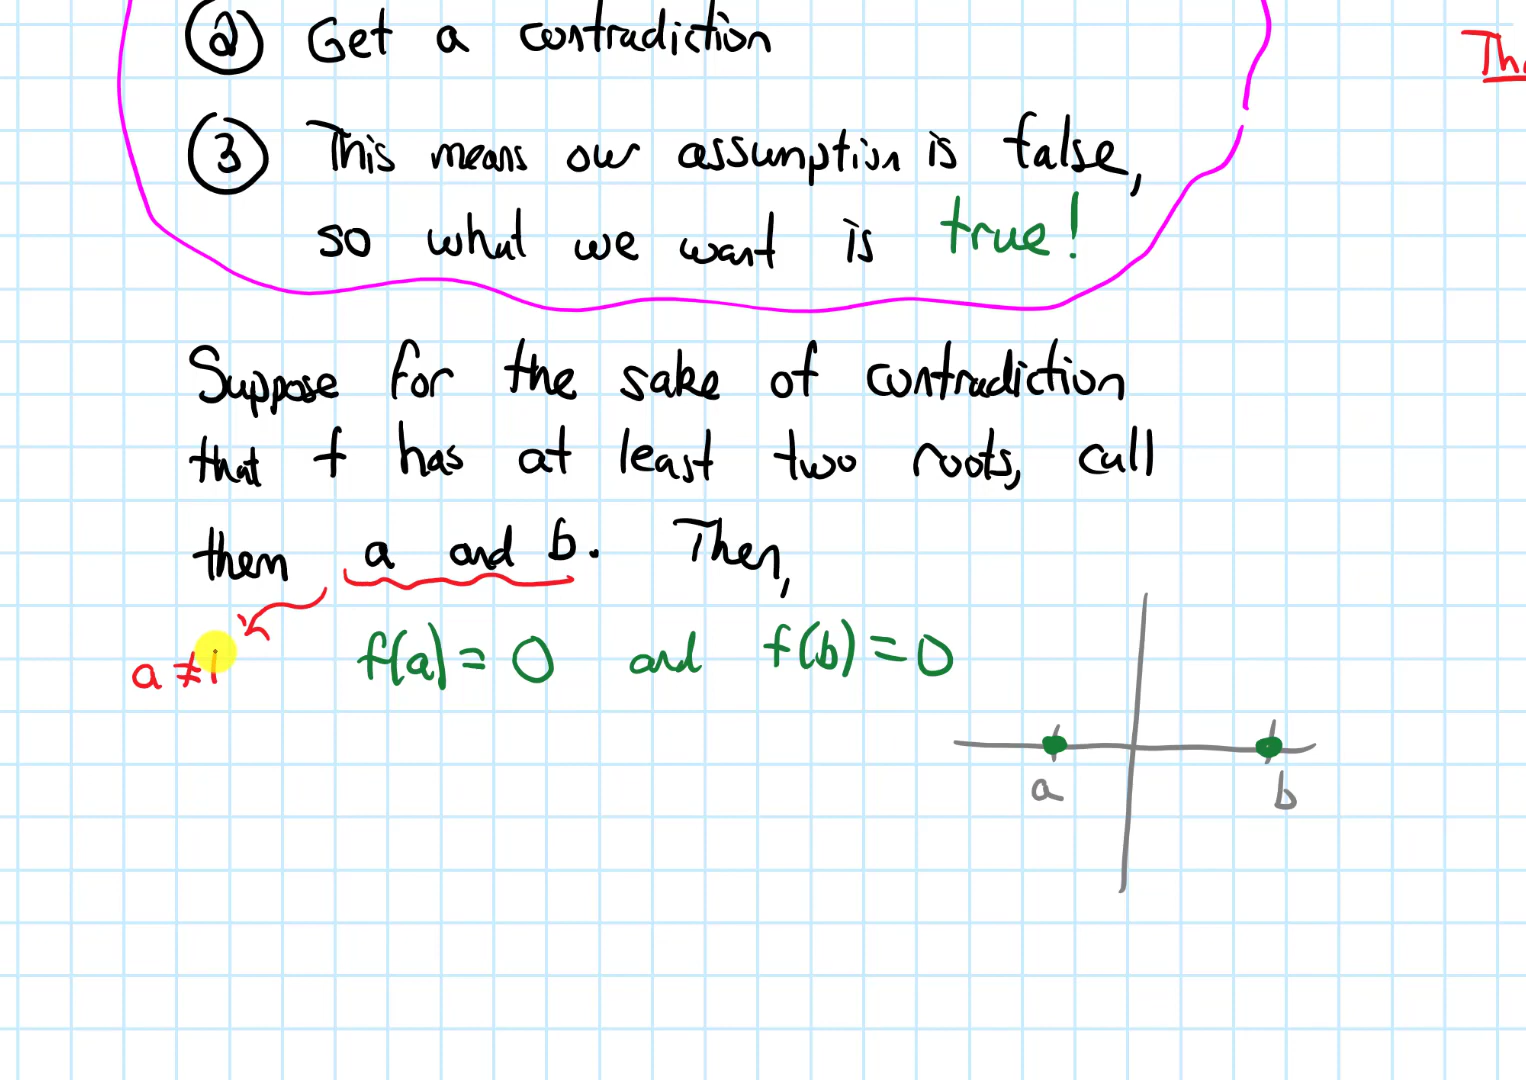 ② Get a contradiction
③ This means our assumption is false,
so what we want is true!
Suppose for the sake of contradiction
that f has at least two roots, call
them a and b. Then,
a ≠
f(a) = 0 and f(b) = 0
a
b